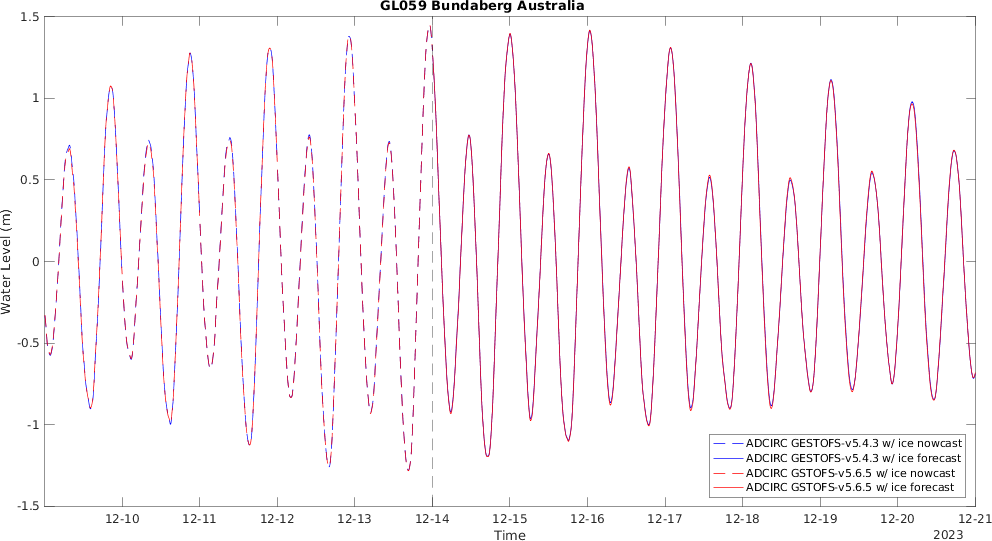 GL059 Bundaberg Australia
1.5
1
0.5
0
-0.5
-1
-1.5
Water Level (m)
ADCIRC GESTOFS-v5.4.3 w/ ice nowcast
ADCIRC GESTOFS-v5.4.3 w/ ice forecast
ADCIRC GSTOFS-v5.6.5 w/ ice nowcast
ADCIRC GSTOFS-v5.6.5 w/ ice forecast
12-10 12-11 12-12 12-13 12-14 12-15 12-16 12-17 12-18 12-19 12-20 12-21
Time
2023